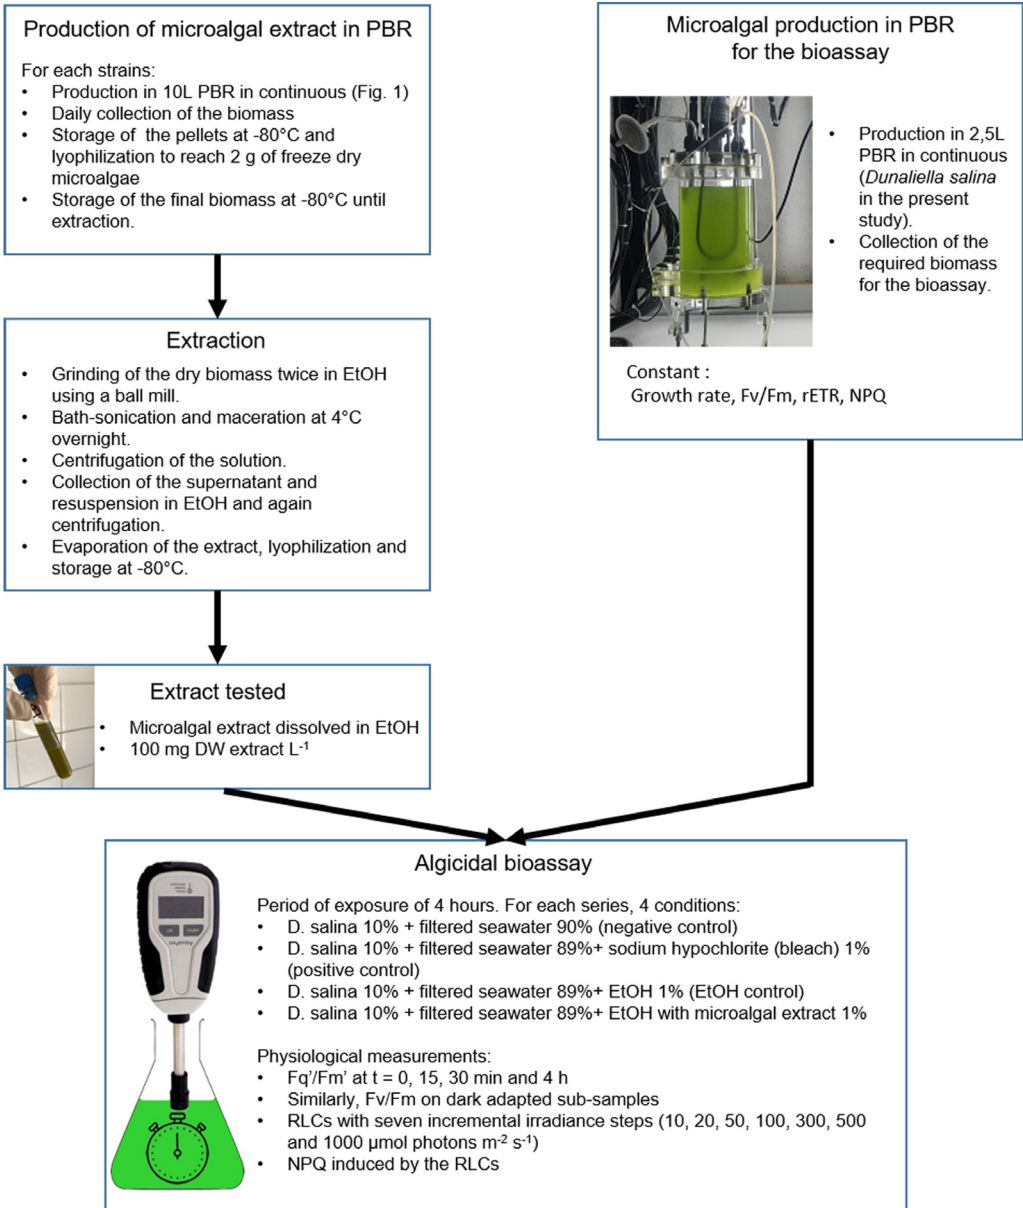 Production of microalgal extract in PBR
For each strains:
• Production in 10L PBR in continuous (Fig. 1)
• Daily collection of the biomass
• Storage of the pellets at -80°C and
lyophilization to reach 2 g of freeze dry
microalgae
• Storage of the final biomass at -80°C until
extraction.
Extraction
• Grinding of the dry biomass twice in EtOH
using a ball mill.
• Bath-sonication and maceration at 4°C
overnight.
• Centrifugation of the solution.
• Collection of the supernatant and
resuspension in EtOH and again
centrifugation.
• Evaporation of the extract, lyophilization and
storage at -80°C.
Extract tested
• Microalgal extract dissolved in EtOH
• 100 mg DW extract L⁻¹
Microalgal production in PBR
for the bioassay
• Production in 2,5L
PBR in continuous
(Dunaliella salina
in the present
study).
• Collection of the
required biomass
for the bioassay.
Constant :
Growth rate, Fv/Fm, rETR, NPQ
Algicidal bioassay
Period of exposure of 4 hours. For each series, 4 conditions:
• D. salina 10% + filtered seawater 90% (negative control)
• D. salina 10% + filtered seawater 89%+ sodium hypochlorite (bleach) 1%
(positive control)
• D. salina 10% + filtered seawater 89%+ EtOH 1% (EtOH control)
• D. salina 10% + filtered seawater 89%+ EtOH with microalgal extract 1%
Physiological measurements:
• Fq’/Fm’ at t = 0, 15, 30 min and 4 h
• Similarly, Fv/Fm on dark adapted sub-samples
• RLCs with seven incremental irradiance steps (10, 20, 50, 100, 300, 500
and 1000 µmol photons m⁻² s⁻¹)
• NPQ induced by the RLCs